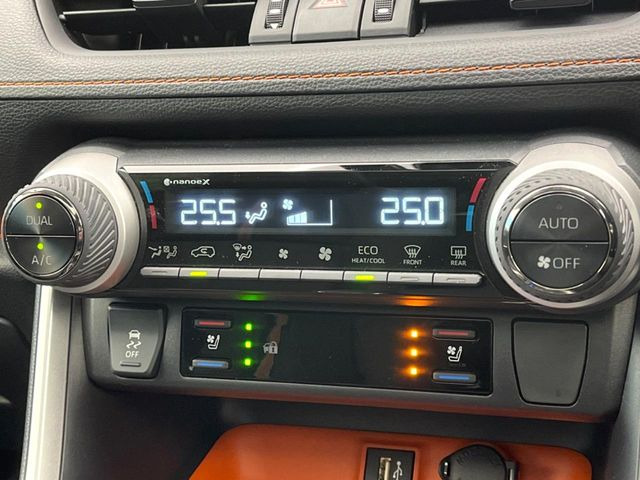 nanoeX
25.5
25.0
DUAL
A/C
AUTO
OFF
ECO
HEAT/COOL
FRONT
REAR
OFF